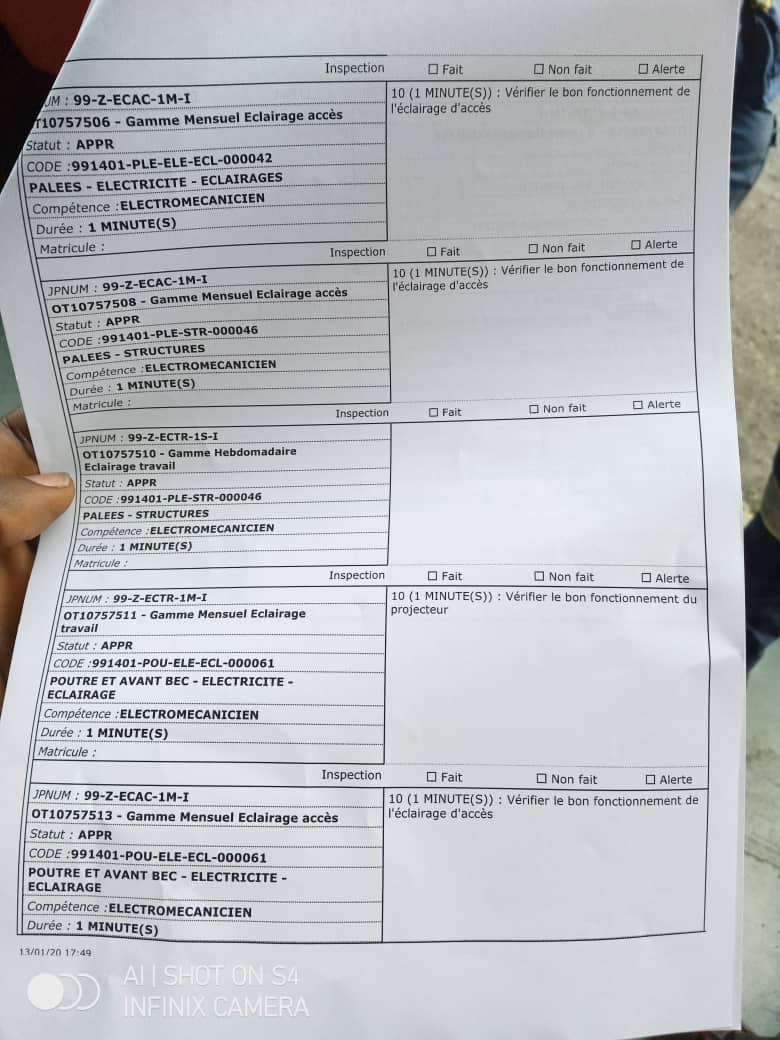 Inspection ☐ Fait ☐ Non fait ☐ Alerte
UM : 99-Z-ECAC-1M-I
T10757506 - Gamme Mensuel Eclairage accès
Statut : APPR
CODE :991401-PLE-ELE-ECL-000042
PALEES - ELECTRICITE - ECLAIRAGES
Compétence :ELECTROMECANICIEN
Durée : 1 MINUTE(S)
Matricule :
10 (1 MINUTE(S)) : Vérifier le bon fonctionnement de
l'éclairage d'accès
Inspection ☐ Fait ☐ Non fait ☐ Alerte
JPNUM : 99-Z-ECAC-1M-I
OT10757508 - Gamme Mensuel Eclairage accès
Statut : APPR
CODE :991401-PLE-STR-000046
PALEES - STRUCTURES
Compétence :ELECTROMECANICIEN
Durée : 1 MINUTE(S)
Matricule :
10 (1 MINUTE(S)) : Vérifier le bon fonctionnement de
l'éclairage d'accès
Inspection ☐ Fait ☐ Non fait ☐ Alerte
JPNUM : 99-Z-ECTR-1S-I
OT10757510 - Gamme Hebdomadaire
Eclairage travail
Statut : APPR
CODE :991401-PLE-STR-000046
PALEES - STRUCTURES
Compétence :ELECTROMECANICIEN
Durée : 1 MINUTE(S)
Matricule :
Inspection ☐ Fait ☐ Non fait ☐ Alerte
JPNUM : 99-Z-ECTR-1M-I
OT10757511 - Gamme Mensuel Eclairage
travail
Statut : APPR
CODE :991401-POU-ELE-ECL-000061
POUTRE ET AVANT BEC - ELECTRICITE -
ECLAIRAGE
Compétence :ELECTROMECANICIEN
Durée : 1 MINUTE(S)
Matricule :
10 (1 MINUTE(S)) : Vérifier le bon fonctionnement du
projecteur
Inspection ☐ Fait ☐ Non fait ☐ Alerte
JPNUM : 99-Z-ECAC-1M-I
OT10757513 - Gamme Mensuel Eclairage accès
Statut : APPR
CODE :991401-POU-ELE-ECL-000061
POUTRE ET AVANT BEC - ELECTRICITE -
ECLAIRAGE
Compétence :ELECTROMECANICIEN
Durée : 1 MINUTE(S)
10 (1 MINUTE(S)) : Vérifier le bon fonctionnement de
l'éclairage d'accès
13/01/20 17:49
AI | SHOT ON S4
INFINIX CAMERA